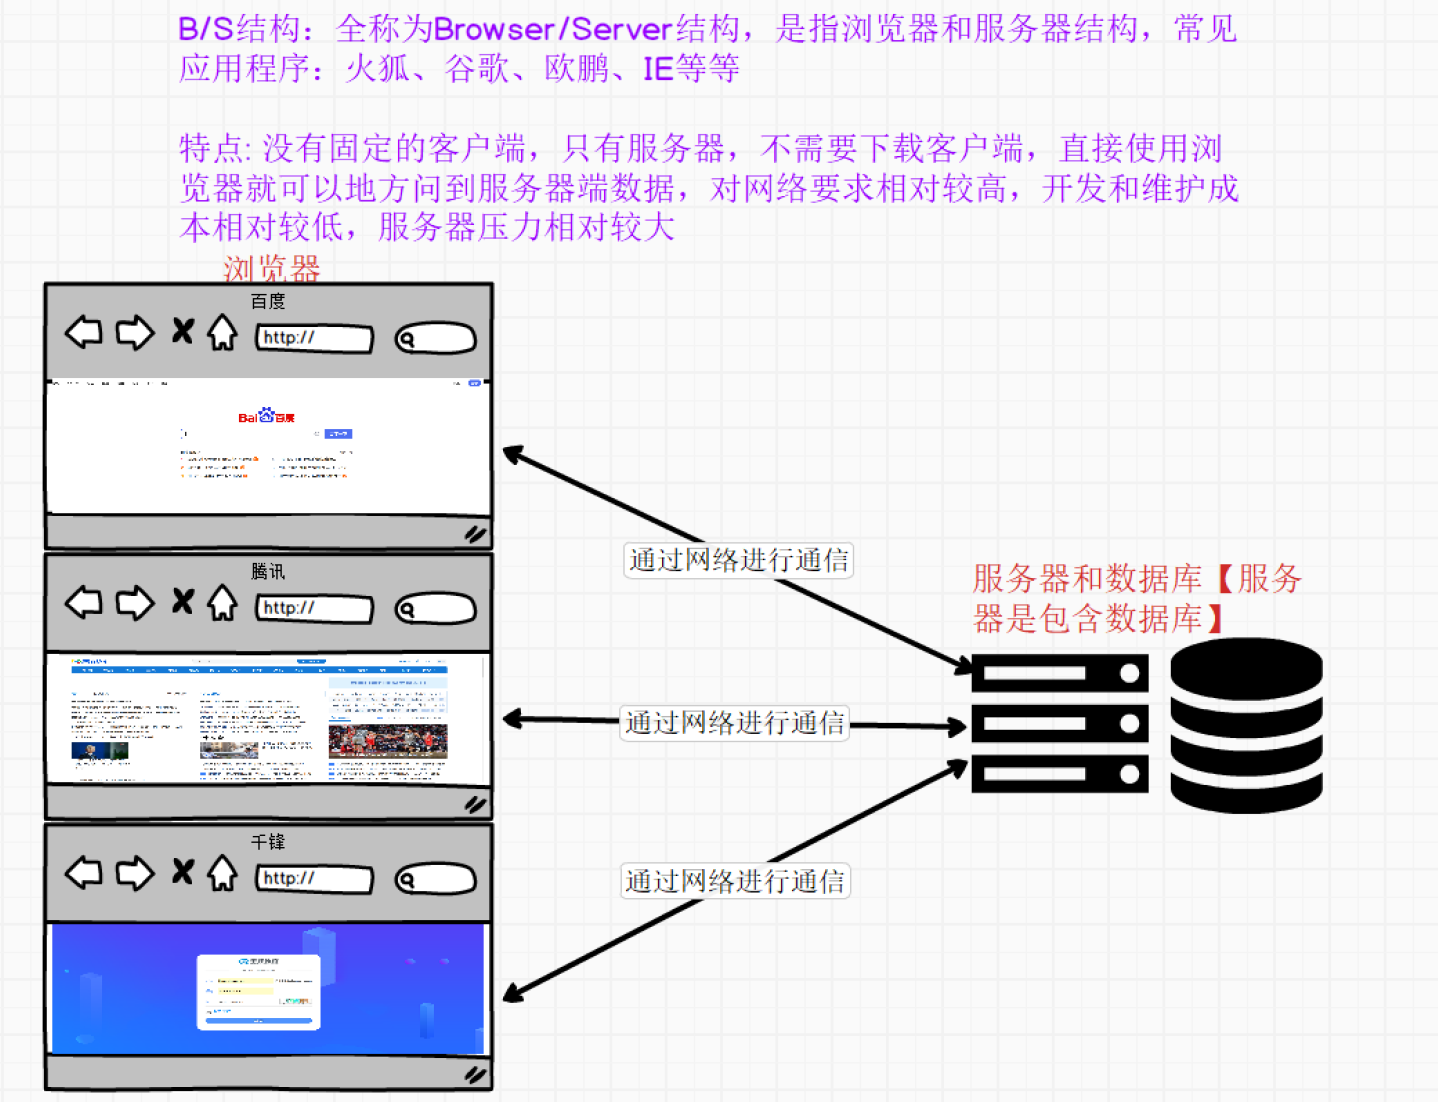 B/S结构：全称为Browser/Server结构，是指浏览器和服务器结构，常见
应用程序：火狐、谷歌、欧鹏、IE等等
特点: 没有固定的客户端，只有服务器，不需要下载客户端，直接使用浏
览器就可以地方问到服务器端数据，对网络要求相对较高，开发和维护成
本相对较低，服务器压力相对较大
浏览器
百度
http://
Bai百度
通过网络进行通信
腾讯
http://
服务器和数据库【服务
器是包含数据库】
通过网络进行通信
千锋
http://
通过网络进行通信